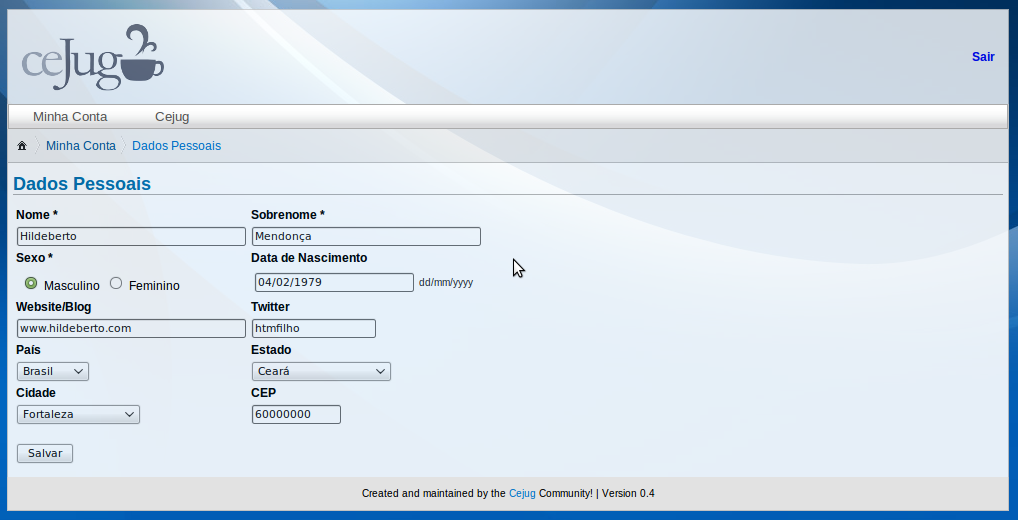 ceJug
Sair
Minha Conta Cejug
Minha Conta Dados Pessoais
Dados Pessoais
Nome * Sobrenome *
Hildeberto Mendonça
Sexo * Data de Nascimento
Masculino Feminino 04/02/1979 dd/mm/yyyy
Website/Blog Twitter
www.hildeberto.com htmfilho
País Estado
Brasil Ceará
Cidade CEP
Fortaleza 60000000
Salvar
Created and maintained by the Cejug Community! | Version 0.4